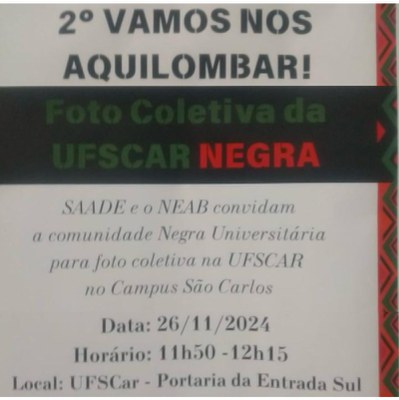 2º VAMOS NOS
AQUILOMBAR!
Foto Coletiva da
UFSCAR NEGRA
SAADE e o NEAB convidam
a comunidade Negra Universitária
para foto coletiva na UFSCAR
no Campus São Carlos
Data: 26/11/2024
Horário: 11h50 -12h15
Local: UFSCar - Portaria da Entrada Sul